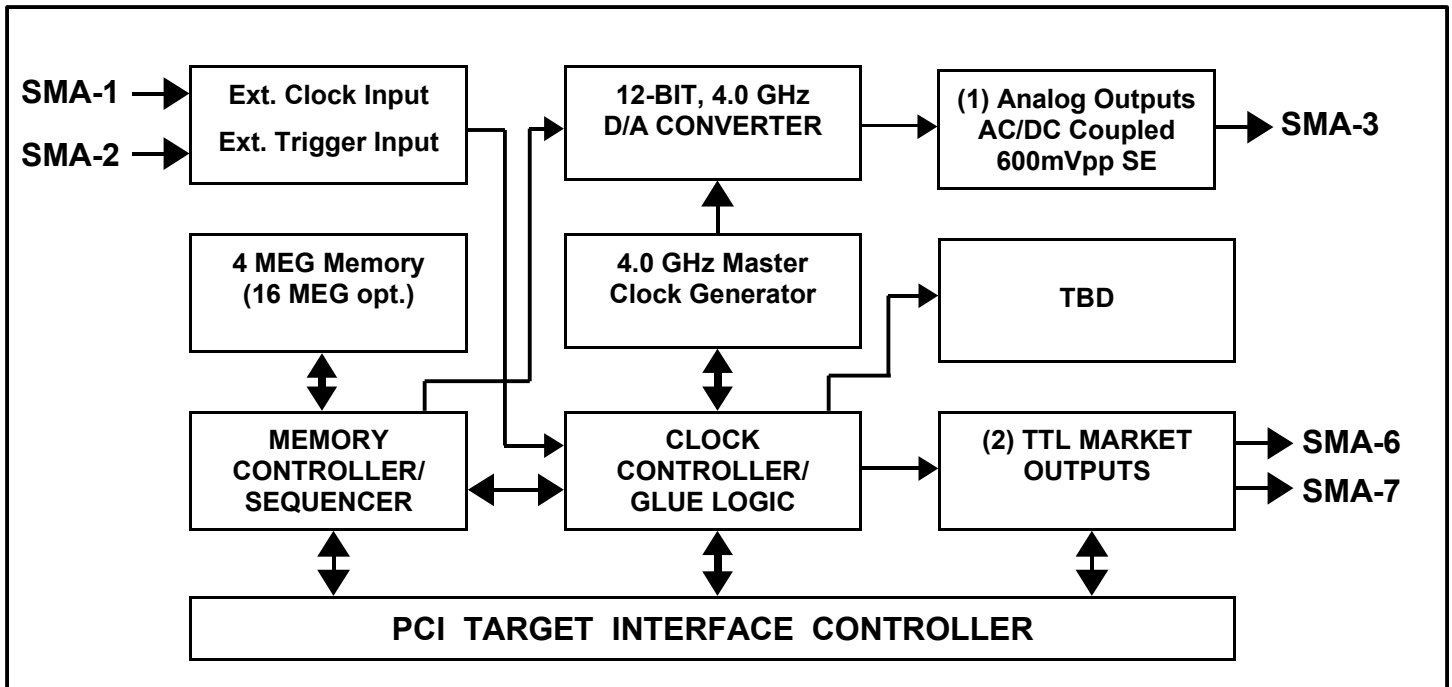 SMA-1
SMA-2
Ext. Clock Input
Ext. Trigger Input
12-BIT, 4.0 GHz
D/A CONVERTER
(1) Analog Outputs
AC/DC Coupled
600mVpp SE
SMA-3
4 MEG Memory
(16 MEG opt.)
4.0 GHz Master
Clock Generator
TBD
MEMORY
CONTROLLER/
SEQUENCER
CLOCK
CONTROLLER/
GLUE LOGIC
(2) TTL MARKET
OUTPUTS
SMA-6
SMA-7
PCI TARGET INTERFACE CONTROLLER